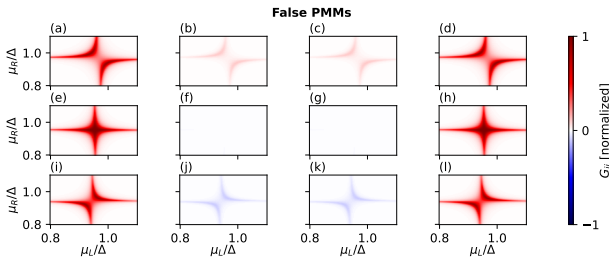 False PMMs
(a) (b) (c) (d)
μR/Δ 1.0 0.8
(e) (f) (g) (h)
μR/Δ 1.0 0.8
(i) (j) (k) (l)
μR/Δ 1.0 0.8
0.8 1.0 0.8 1.0 0.8 1.0 0.8 1.0
μL/Δ μL/Δ μL/Δ μL/Δ
1
0
−1
Gij [normalized]